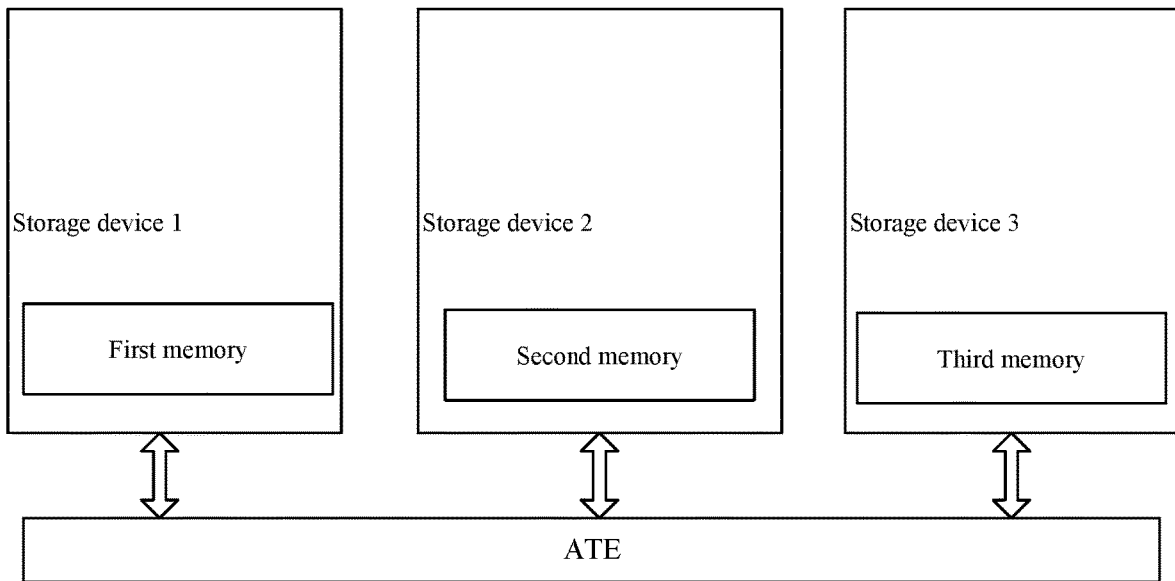 Storage device 1
Storage device 2
Storage device 3
First memory
Second memory
Third memory
ATE